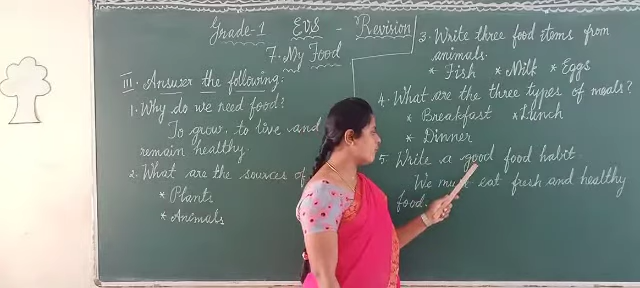 Grade-1 EVS - Revision
7. My Food
III. Answer the following:
1. Why do we need food?
To grow, to live and
remain healthy.
2. What are the sources of
* Plants
* Animals
3. Write three food items from
animals.
* Fish * Milk * Eggs
4. What are the three types of meals?
* Breakfast * Lunch
* Dinner
5. Write a good food habit.
We must eat fresh and healthy
food.